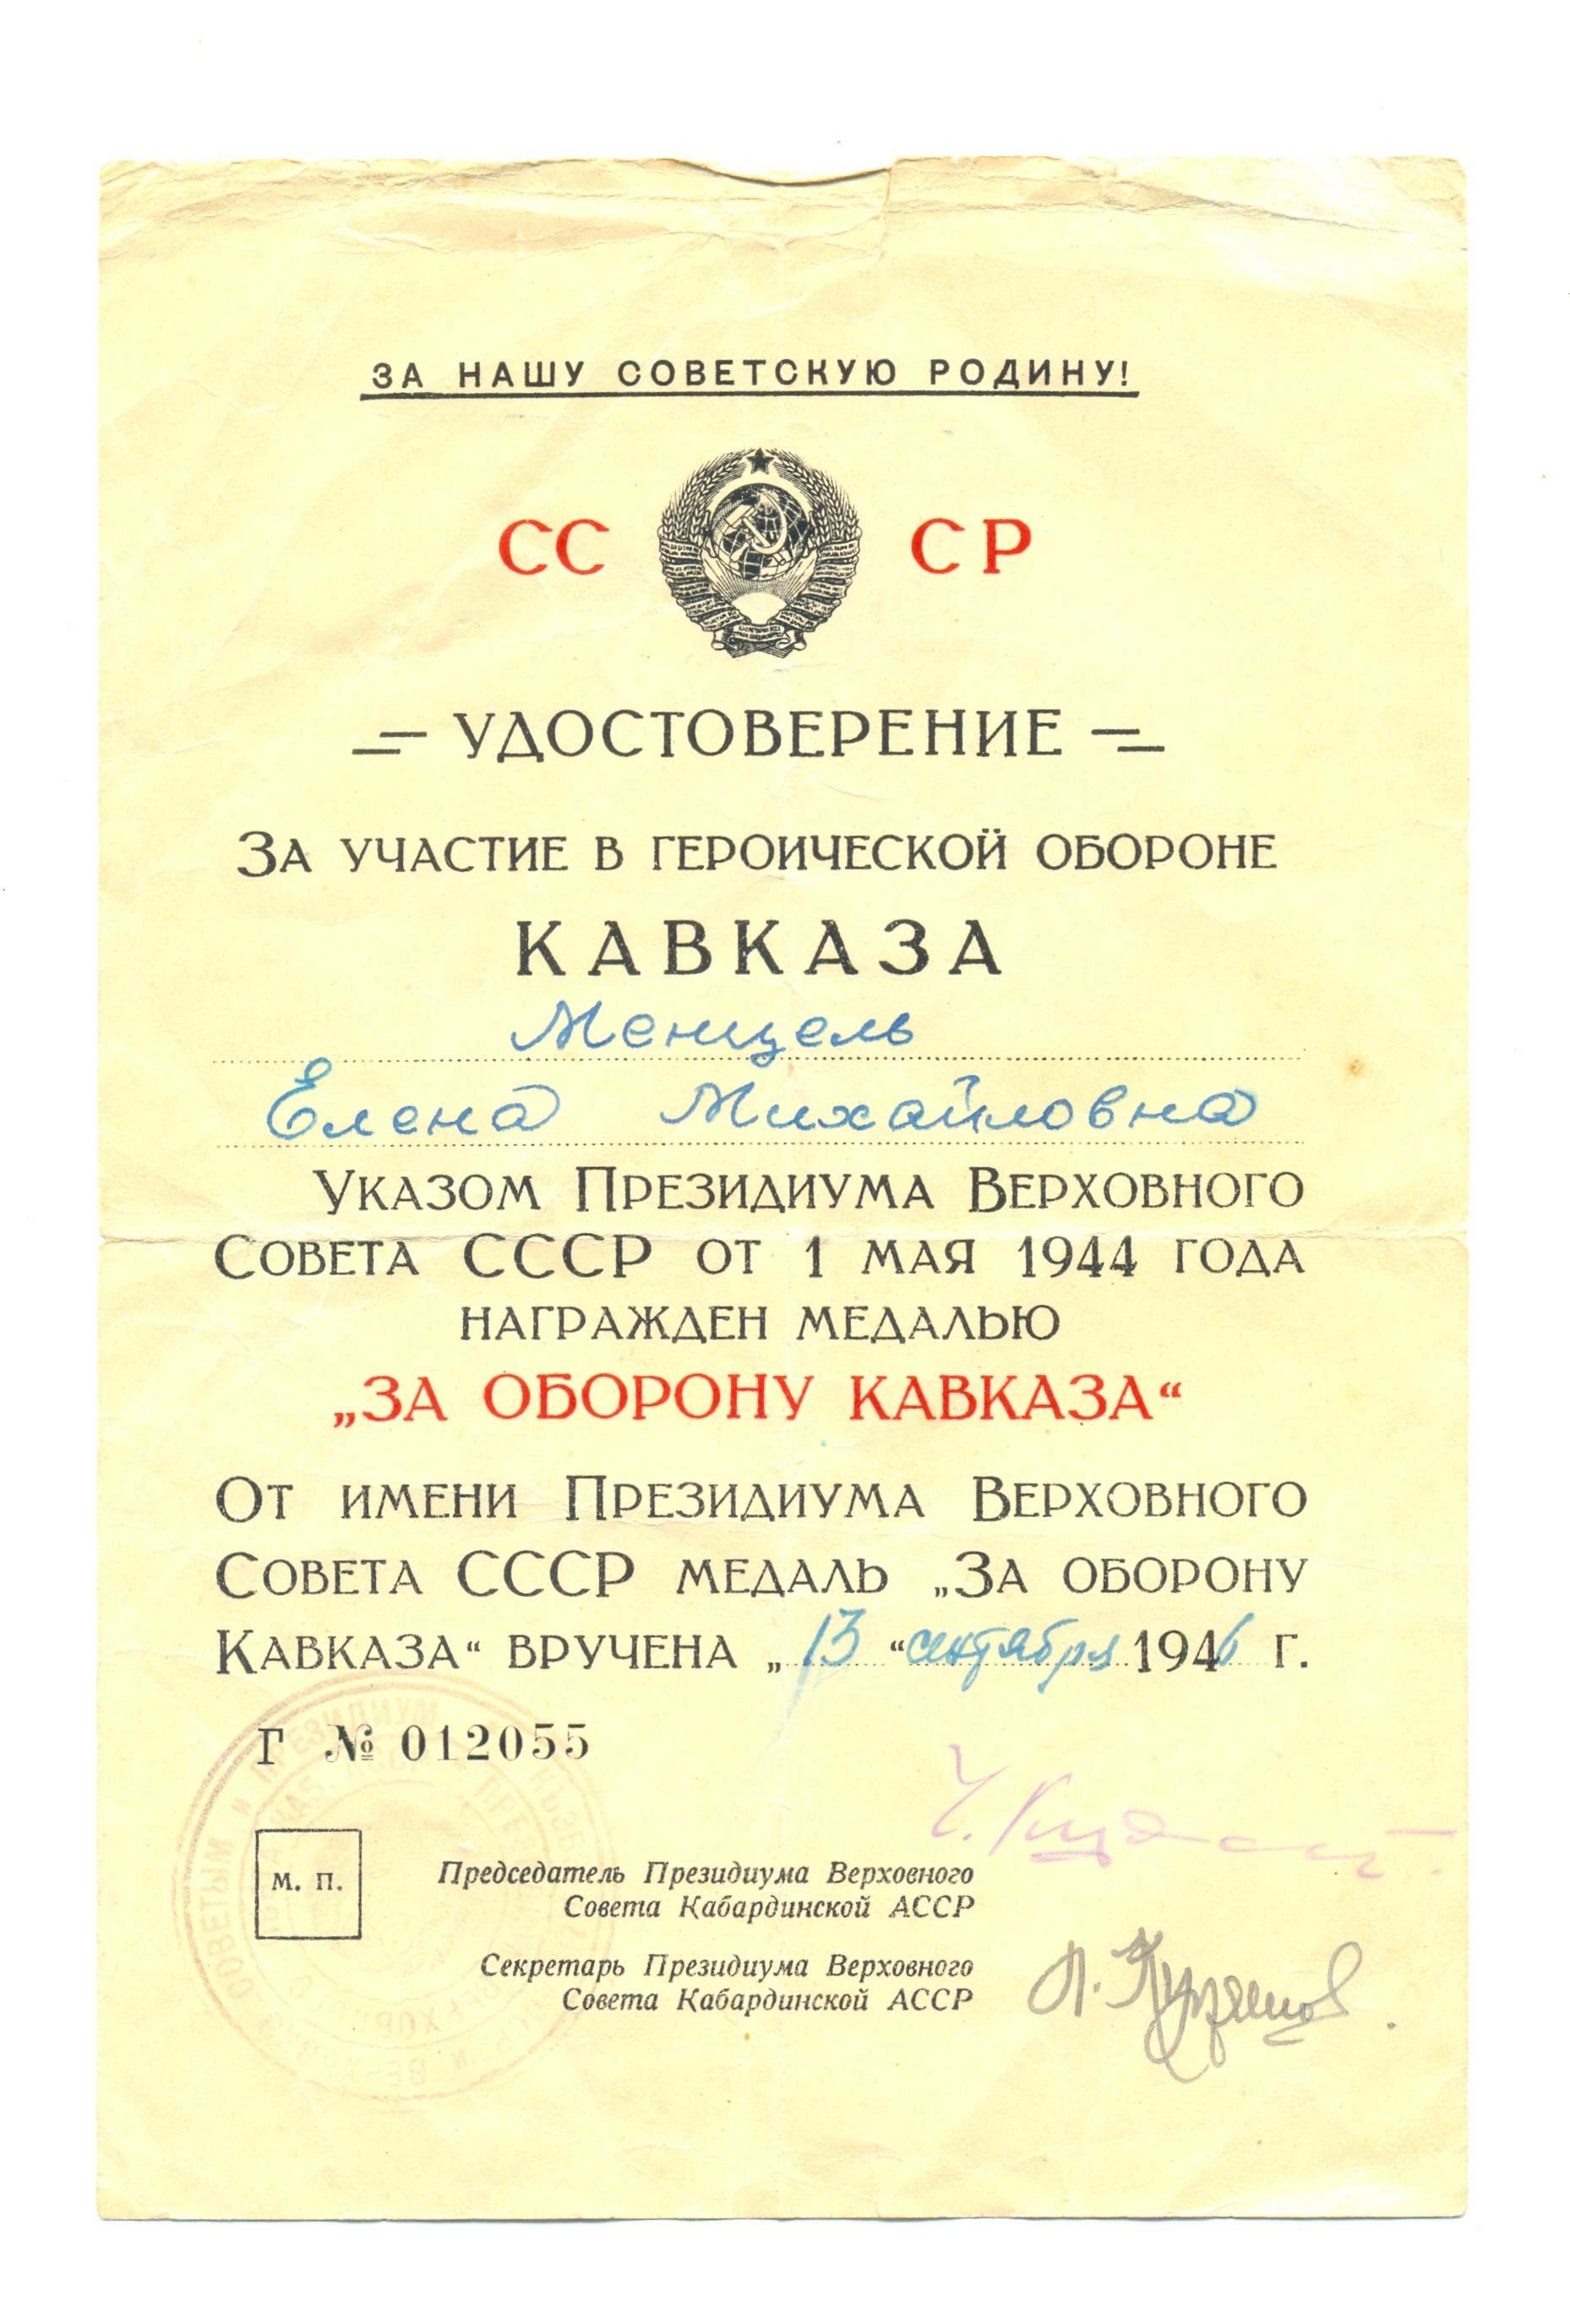 ЗА НАШУ СОВЕТСКУЮ РОДИНУ!
СС СР
УДОСТОВЕРЕНИЕ
ЗА УЧАСТИЕ В ГЕРОИЧЕСКОЙ ОБОРОНЕ
КАВКАЗА
Менцель
Елена Михайловна
УКАЗОМ ПРЕЗИДИУМА ВЕРХОВНОГО
СОВЕТА СССР ОТ 1 МАЯ 1944 ГОДА
НАГРАЖДЕН МЕДАЛЬЮ
„ЗА ОБОРОНУ КАВКАЗА“
ОТ ИМЕНИ ПРЕЗИДИУМА ВЕРХОВНОГО
СОВЕТА СССР МЕДАЛЬ „ЗА ОБОРОНУ
КАВКАЗА“ ВРУЧЕНА „13“ сентября 1946 Г.
Г № 012055
М. П.
Председатель Президиума Верховного
Совета Кабардинской АССР
Секретарь Президиума Верховного
Совета Кабардинской АССР